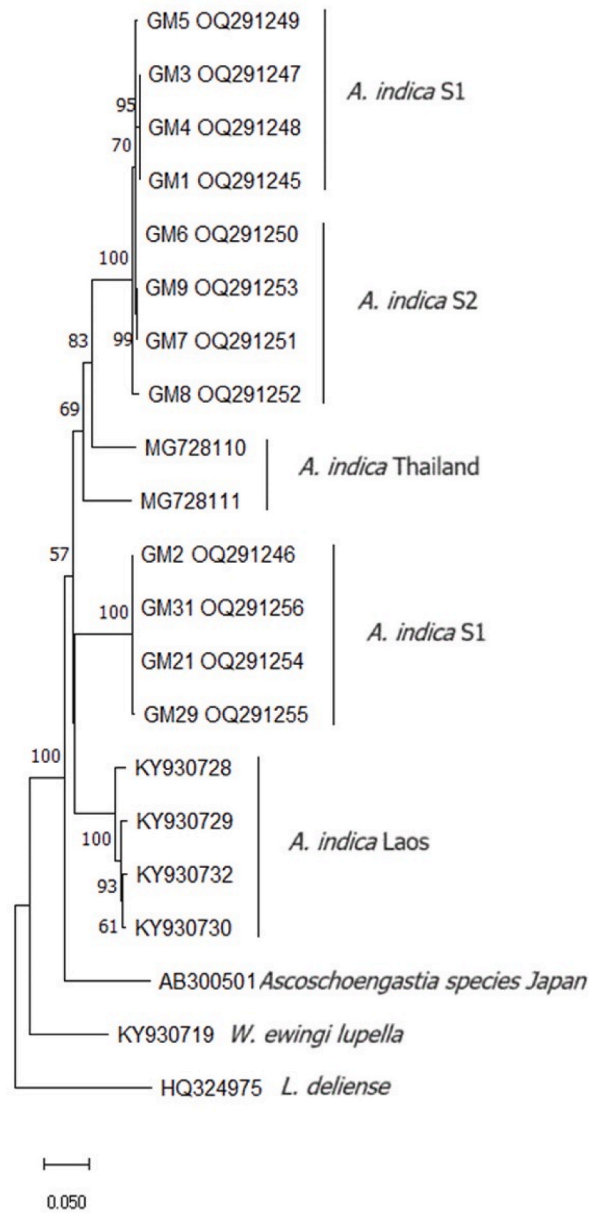 GM5 OQ291249
GM3 OQ291247
A. indica S1
95
GM4 OQ291248
70
GM1 OQ291245
GM6 OQ291250
100
GM9 OQ291253
A. indica S2
83
99
GM7 OQ291251
GM8 OQ291252
69
MG728110
A. indica Thailand
MG728111
57
GM2 OQ291246
100
GM31 OQ291256
A. indica S1
GM21 OQ291254
GM29 OQ291255
100
KY930728
KY930729
100
A. indica Laos
93
KY930732
61
KY930730
AB300501 Ascoschoengastia species Japan
KY930719 W. ewingi lupella
HQ324975 L. deliense
0.050